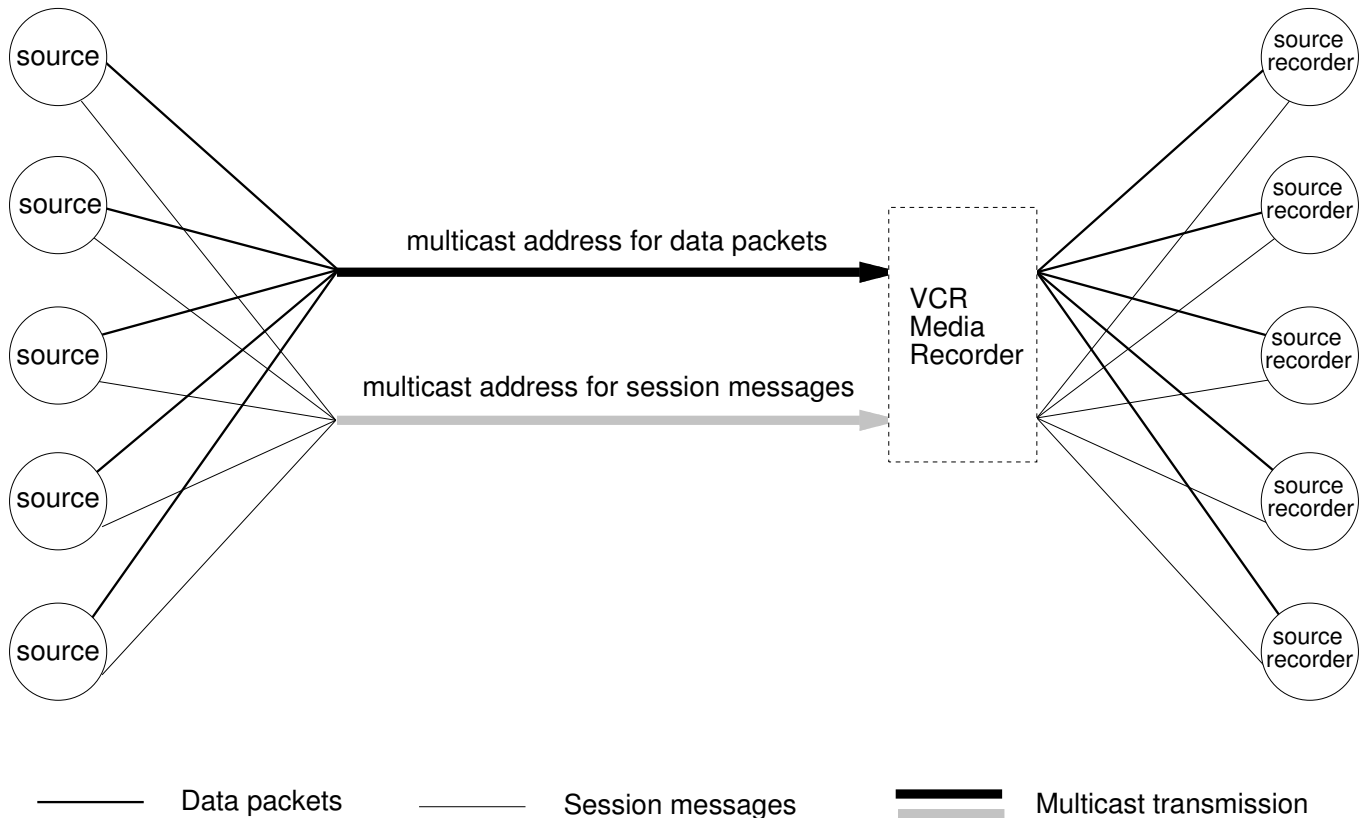 source
source
source
source
source
multicast address for data packets
multicast address for session messages
VCR
Media
Recorder
source
recorder
source
recorder
source
recorder
source
recorder
source
recorder
Data packets
Session messages
Multicast transmission